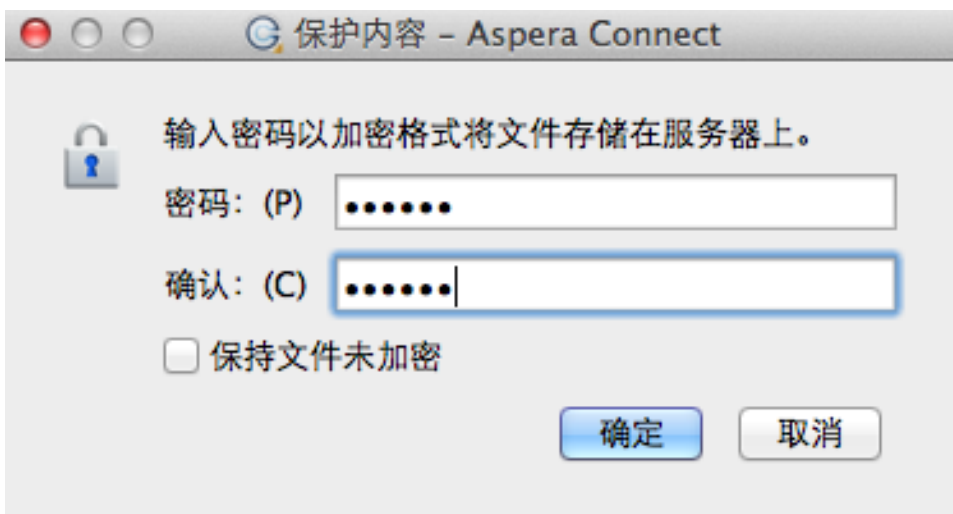 保护内容 – Aspera Connect
输入密码以加密格式将文件存储在服务器上。
密码：(P) ••••••
确认：(C) ••••••
保持文件未加密
确定 取消